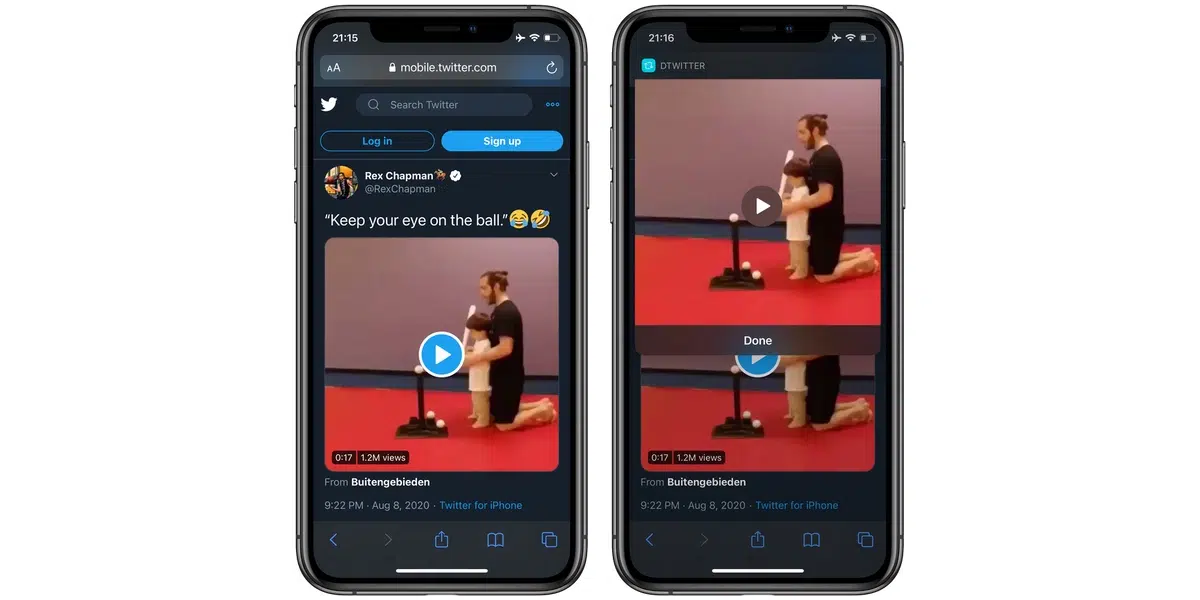 21:15
AA mobile.twitter.com
Search Twitter
Log in Sign up
Rex Chapman🏇
@RexChapman
“Keep your eye on the ball.”😂🤣
0:17 1.2M views
From Buitengebieden
9:22 PM · Aug 8, 2020 · Twitter for iPhone
21:16
DTWITTER
Done
0:17 1.2M views
From Buitengebieden
9:22 PM · Aug 8, 2020 · Twitter for iPhone